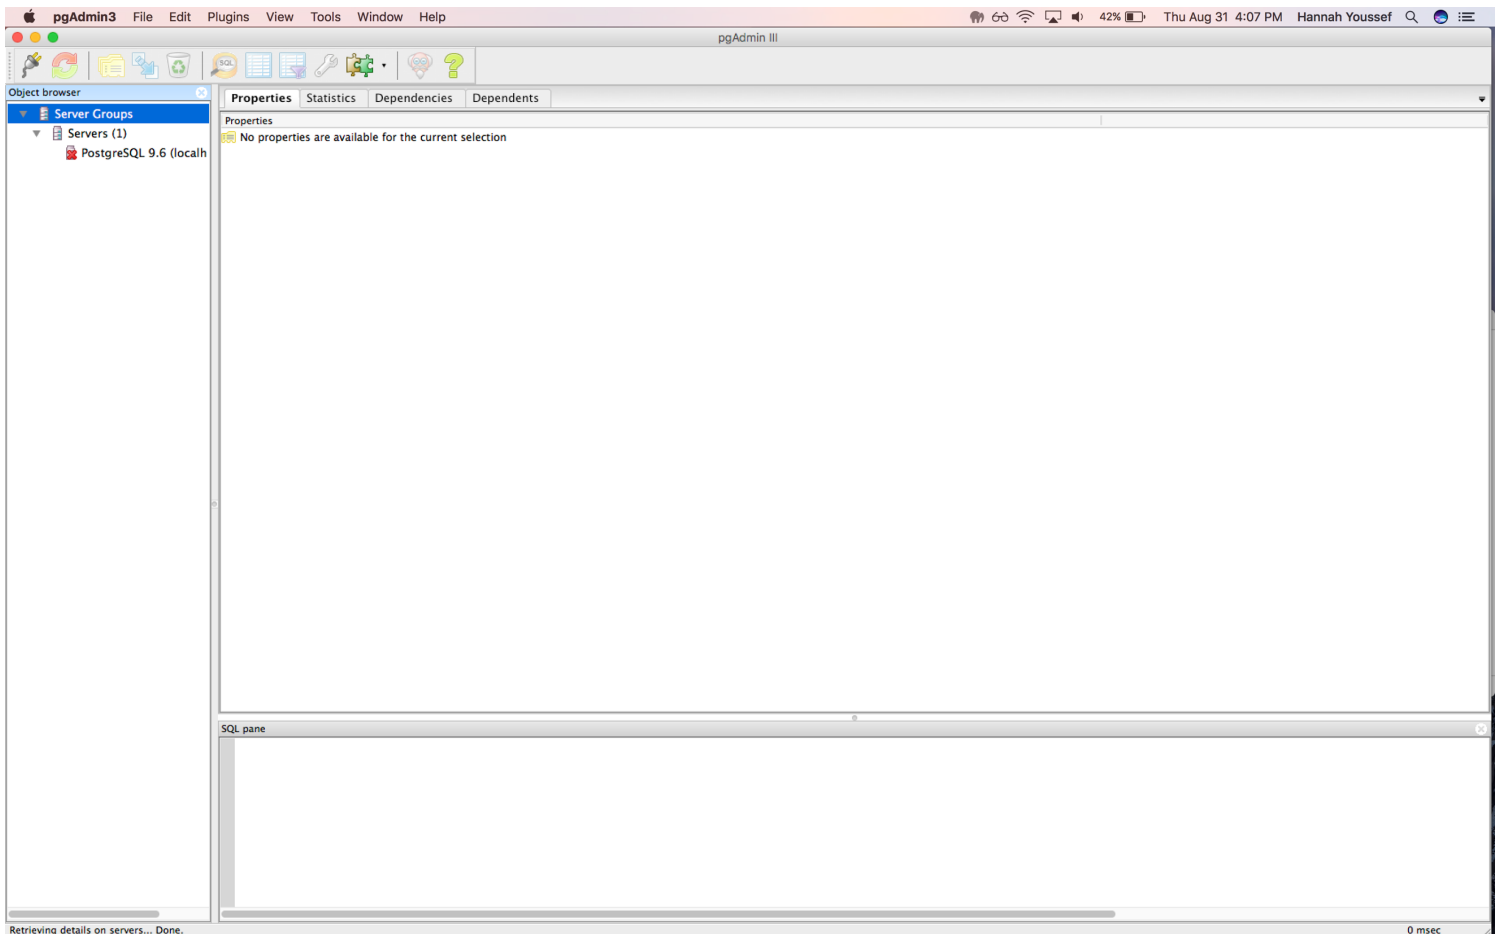 pgAdmin3 File Edit Plugins View Tools Window Help 42% Thu Aug 31 4:07 PM Hannah Youssef
pgAdmin III
SQL
Object browser
Properties Statistics Dependencies Dependents
Server Groups
Servers (1)
PostgreSQL 9.6 (localh
Properties
No properties are available for the current selection
SQL pane
Retrieving details on servers... Done. 0 msec